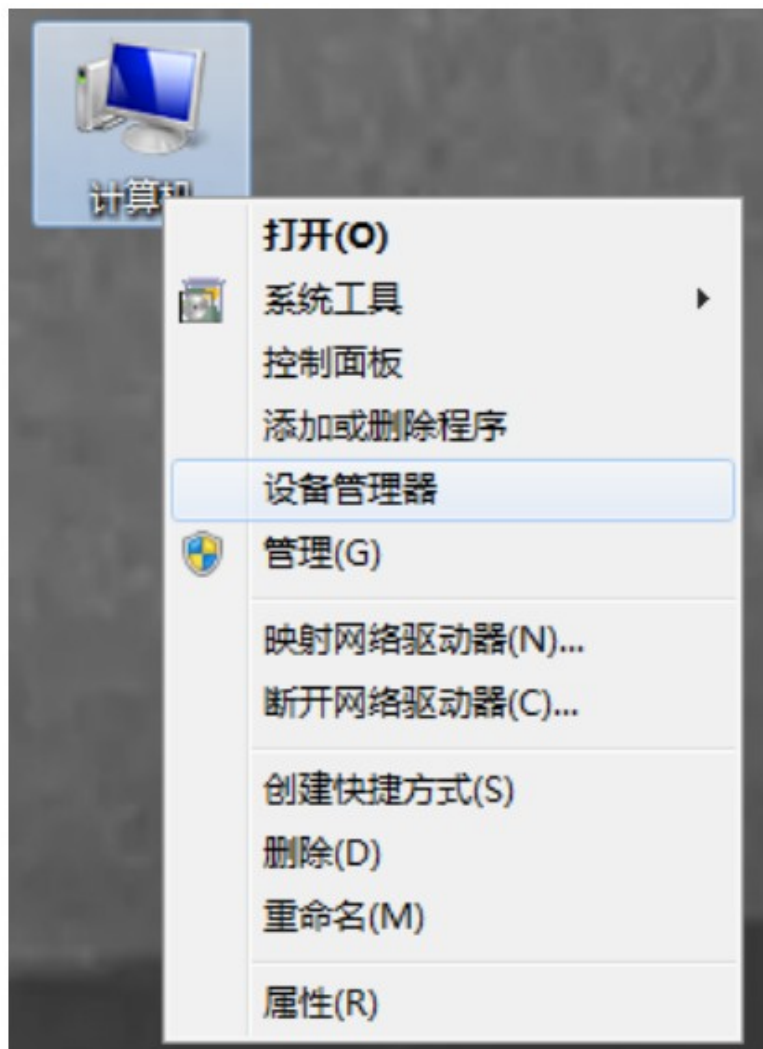 计算机
打开(O)
系统工具
控制面板
添加或删除程序
设备管理器
管理(G)
映射网络驱动器(N)...
断开网络驱动器(C)...
创建快捷方式(S)
删除(D)
重命名(M)
属性(R)